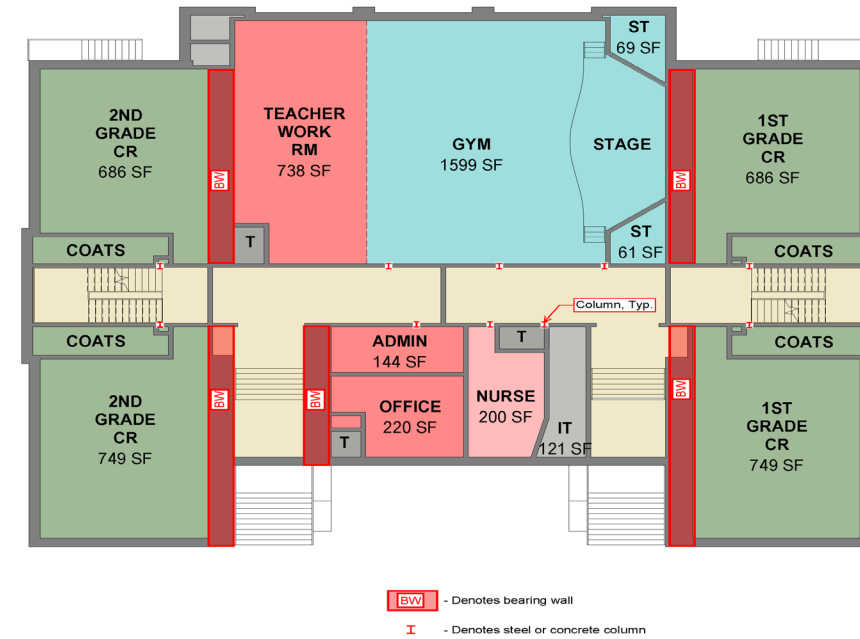 ST
69 SF
2ND
GRADE
CR
686 SF
BW
TEACHER
WORK
RM
738 SF
GYM
1599 SF
STAGE
BW
1ST
GRADE
CR
686 SF
T
ST
61 SF
COATS
COATS
Column, Typ.
COATS
COATS
ADMIN
144 SF
T
2ND
GRADE
CR
749 SF
BW
BW
OFFICE
220 SF
T
NURSE
200 SF
IT
121 SF
BW
1ST
GRADE
CR
749 SF
BW - Denotes bearing wall
- Denotes steel or concrete column